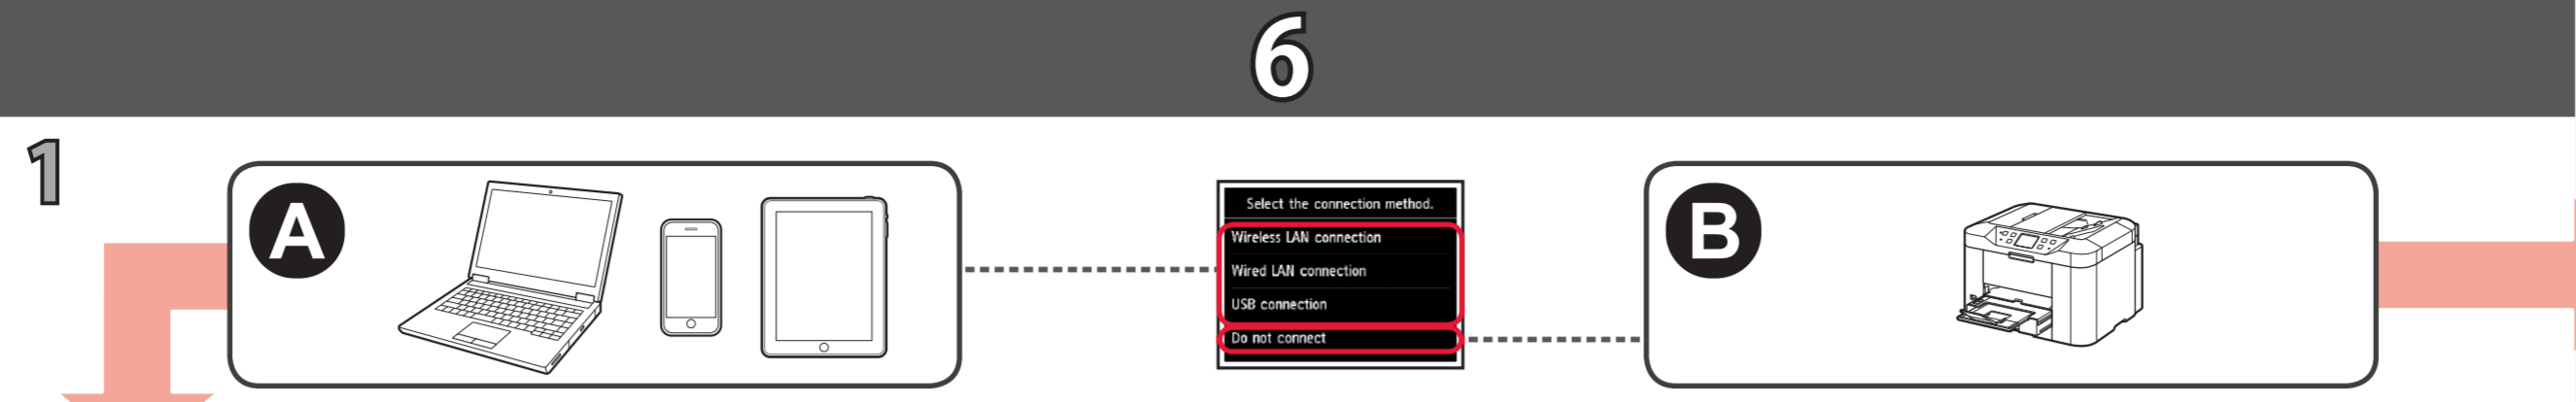 6
1
A
Select the connection method.
Wireless LAN connection
Wired LAN connection
USB connection
Do not connect
B